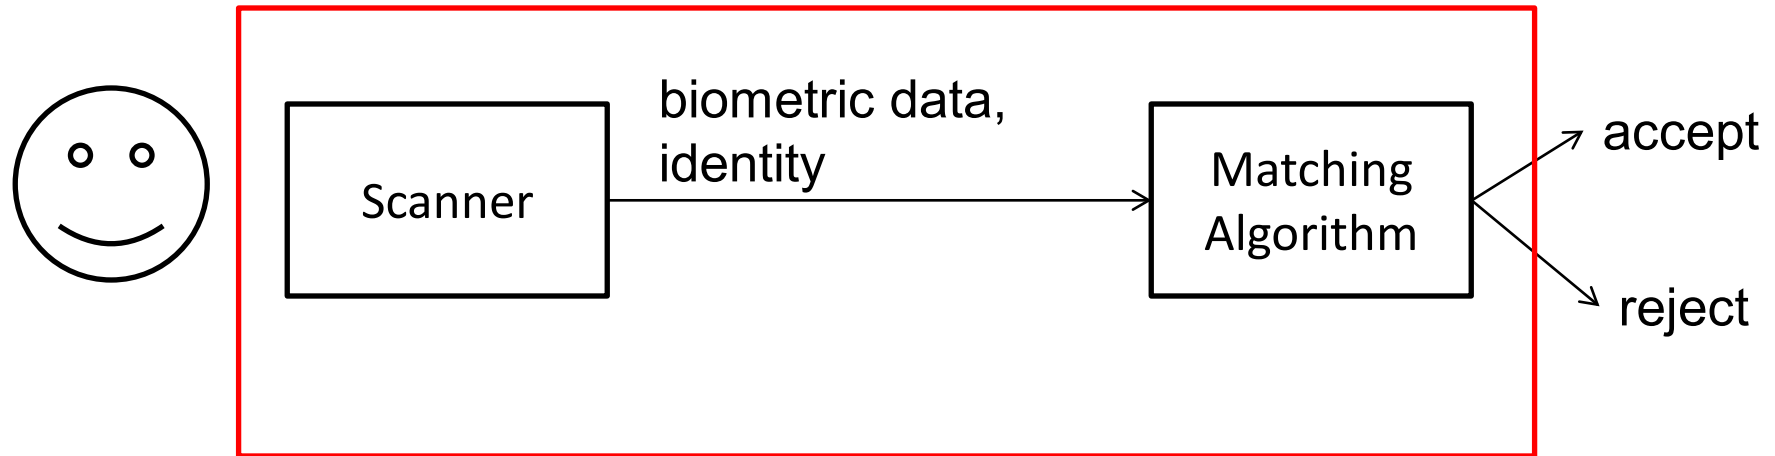 Scanner
biometric data,
identity
Matching
Algorithm
accept
reject